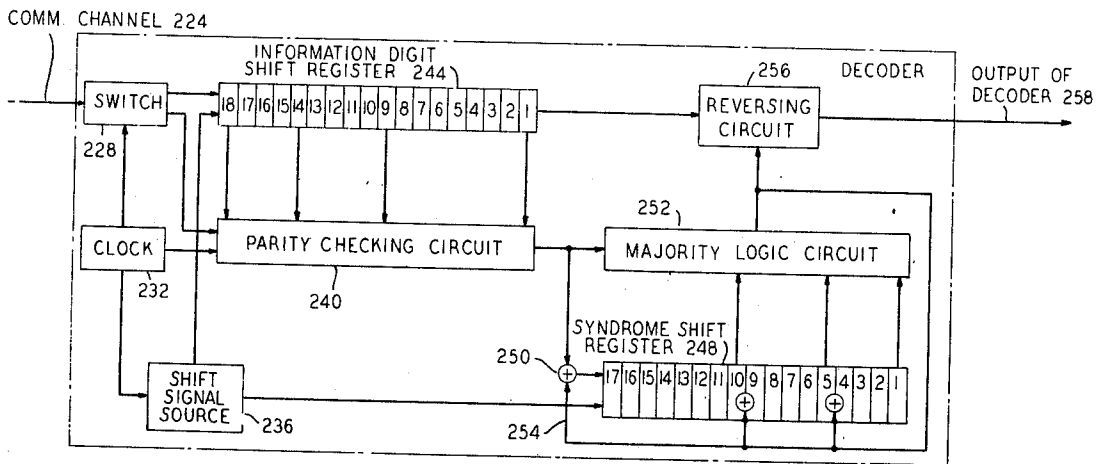 COMM. CHANNEL 224
INFORMATION DIGIT
SHIFT REGISTER 244
256
DECODER
OUTPUT OF
DECODER 258
SWITCH
18 17 16 15 14 13 12 11 10 9 8 7 6 5 4 3 2 1
REVERSING
CIRCUIT
228
252
CLOCK
PARITY CHECKING CIRCUIT
MAJORITY LOGIC CIRCUIT
232
240
SYNDROME SHIFT
REGISTER 248
250
17 16 15 14 13 12 11 10 9 8 7 6 5 4 3 2 1
SHIFT
SIGNAL
SOURCE
236
254